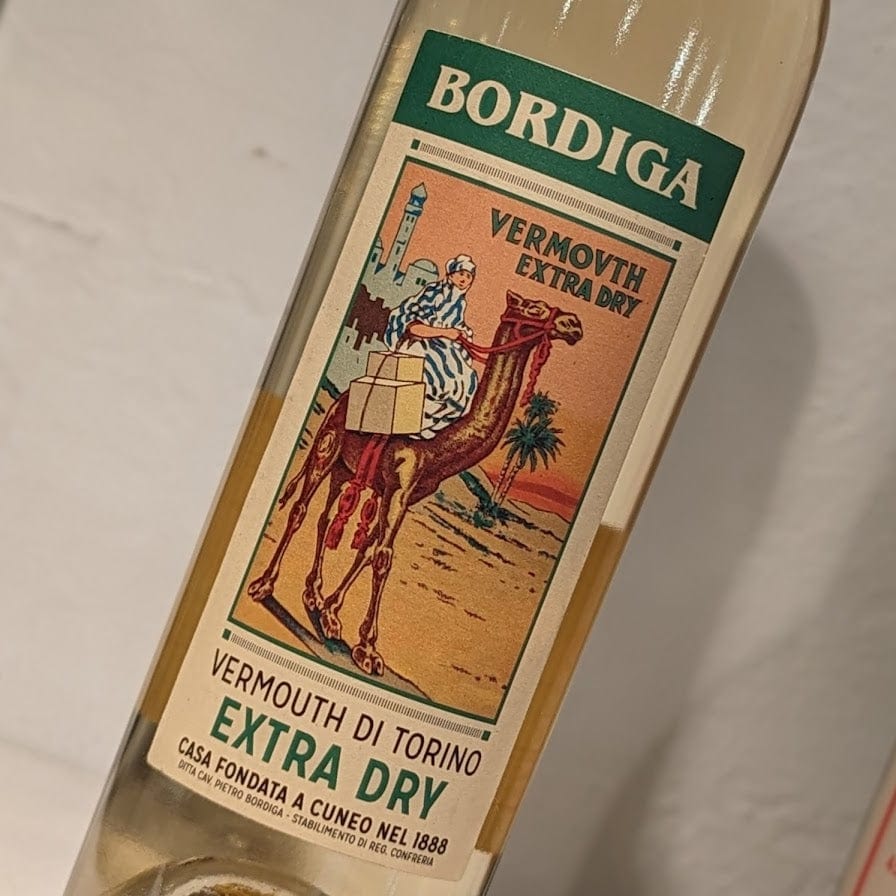 BORDIGA
VERMOVTH
EXTRA DRY
VERMOUTH DI TORINO
EXTRA DRY
CASA FONDATA A CUNEO NEL 1888
DITTA CAV. PIETRO BORDIGA - STABILIMENTO DI REG. CONFRERIA